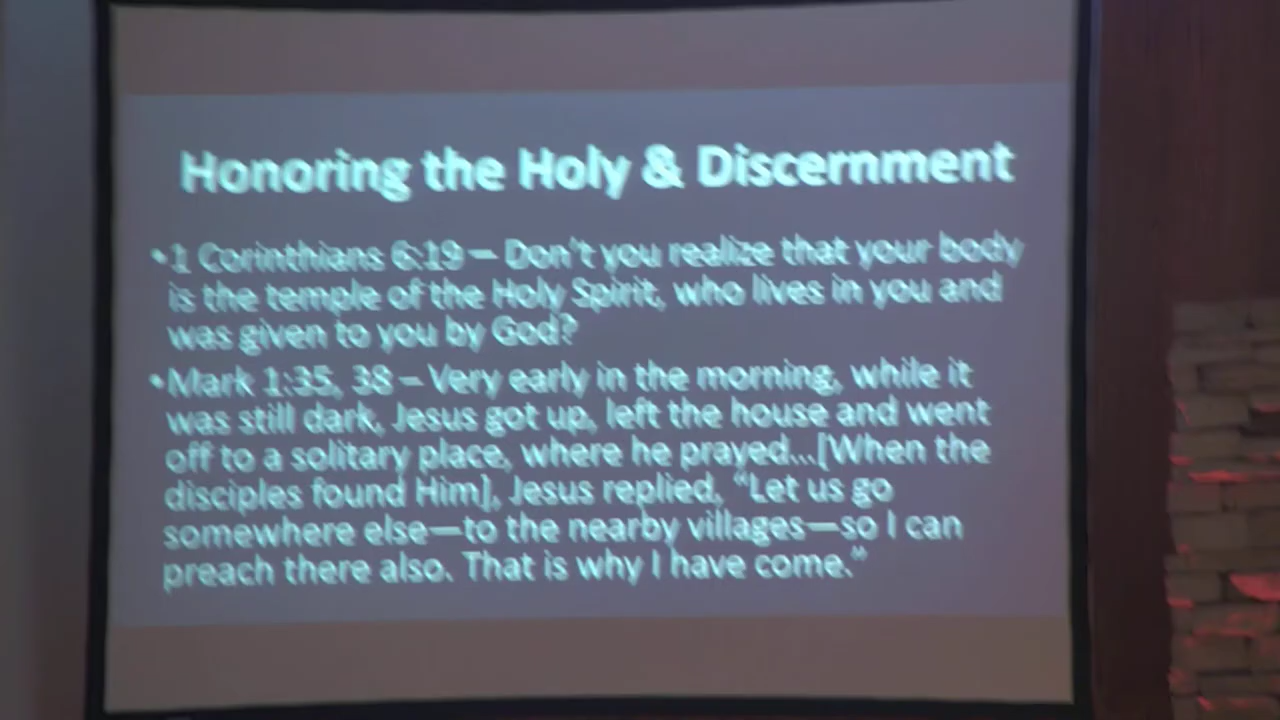 Honoring the Holy & Discernment
•1 Corinthians 6:19 – Don't you realize that your body
is the temple of the Holy Spirit, who lives in you and
was given to you by God?
•Mark 1:35, 38 – Very early in the morning, while it
was still dark, Jesus got up, left the house and went
off to a solitary place, where he prayed...[When the
disciples found Him], Jesus replied, “Let us go
somewhere else—to the nearby villages—so I can
preach there also. That is why I have come.”